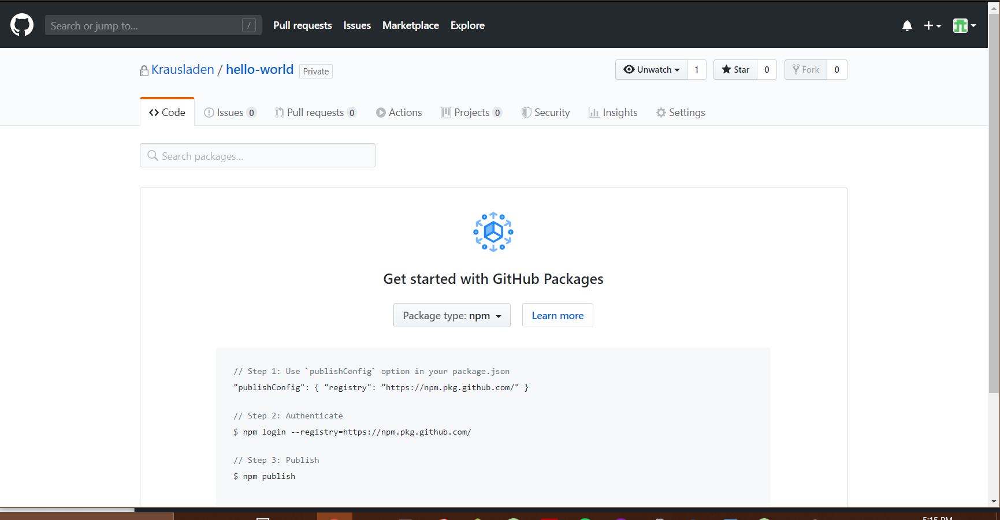 Search or jump to... /
Pull requests Issues Marketplace Explore
Krausladen / hello-world Private
Unwatch 1 Star 0 Fork 0
Code Issues 0 Pull requests 0 Actions Projects 0 Security Insights Settings
Search packages...
Get started with GitHub Packages
Package type: npm Learn more
// Step 1: Use `publishConfig` option in your package.json
"publishConfig": { "registry": "https://npm.pkg.github.com/" }
// Step 2: Authenticate
$ npm login --registry=https://npm.pkg.github.com/
// Step 3: Publish
$ npm publish
5:15 PM